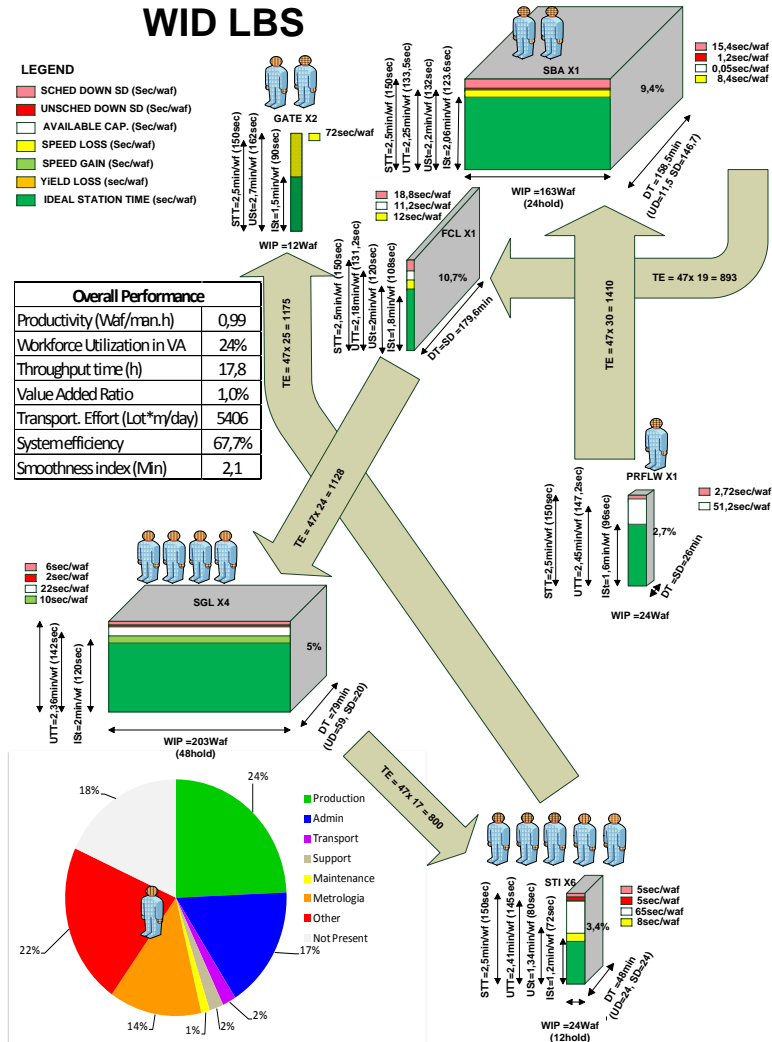 WID LBS
LEGEND
SCHED DOWN SD (Sec/waf)
UNSCHED DOWN SD (Sec/waf)
AVAILABLE CAP. (Sec/waf)
SPEED LOSS (Sec/waf)
SPEED GAIN (Sec/waf)
YiELD LOSS (sec/waf)
IDEAL STATION TIME (sec/waf)
GATE X2
72sec/waf
STT=2,5min/wf (150sec)
USt=2,7min/wf (162sec)
ISt=1,5min/wf (90sec)
WIP =12Waf
SBA X1
15,4sec/waf
1,2sec/waf
0,05sec/waf
8,4sec/waf
9,4%
STT=2,5min/wf (150sec)
UTT=2,25min/wf (133,5sec)
USt=2,2min/wf (132sec)
ISt=2,06min/wf (123.6sec)
WIP =163Waf
(24hold)
DT =158,5min
(UD=11,5 SD=146,7)
FCL X1
18,8sec/waf
11,2sec/waf
12sec/waf
10,7%
STT=2,5min/wf (150sec)
UTT=2,18min/wf (131,2sec)
USt=2min/wf (120sec)
ISt=1,8min/wf (108sec)
DT=SD =179,6min
TE = 47x 19 = 893
TE = 47x 30 = 1410
TE = 47x 25 = 1175
TE = 47x 24 = 1128
Overall Performance
Productivity (Waf/man.h) 0,99
Workforce Utilization in VA 24%
Throughput time (h) 17,8
Value Added Ratio 1,0%
Transport. Effort (Lot*m/day) 5406
System efficiency 67,7%
Smoothness index (Min) 2,1
PRFLW X1
2,72sec/waf
51,2sec/waf
2,7%
STT=2,5min/wf (150sec)
UTT=2,45min/wf (147,2sec)
ISt=1,6min/wf (96sec)
DT =SD=26min
WIP =24Waf
6sec/waf
2sec/waf
22sec/waf
10sec/waf
SGL X4
5%
UTT=2,36min/wf (142sec)
ISt=2min/wf (120sec)
WIP =203Waf
(48hold)
DT =79min
(UD=59, SD=20)
TE = 47x 17 = 800
18%
24%
17%
2%
2%
1%
14%
22%
Production
Admin
Transport
Support
Maintenance
Metrologia
Other
Not Present
STI X6
5sec/waf
5sec/waf
65sec/waf
8sec/waf
3,4%
STT=2,5min/wf (150sec)
UTT=2,41min/wf (145sec)
USt=1,34min/wf (80sec)
ISt=1,2min/wf (72sec)
DT =48min
(UD=24, SD=24)
WIP =24Waf
(12hold)